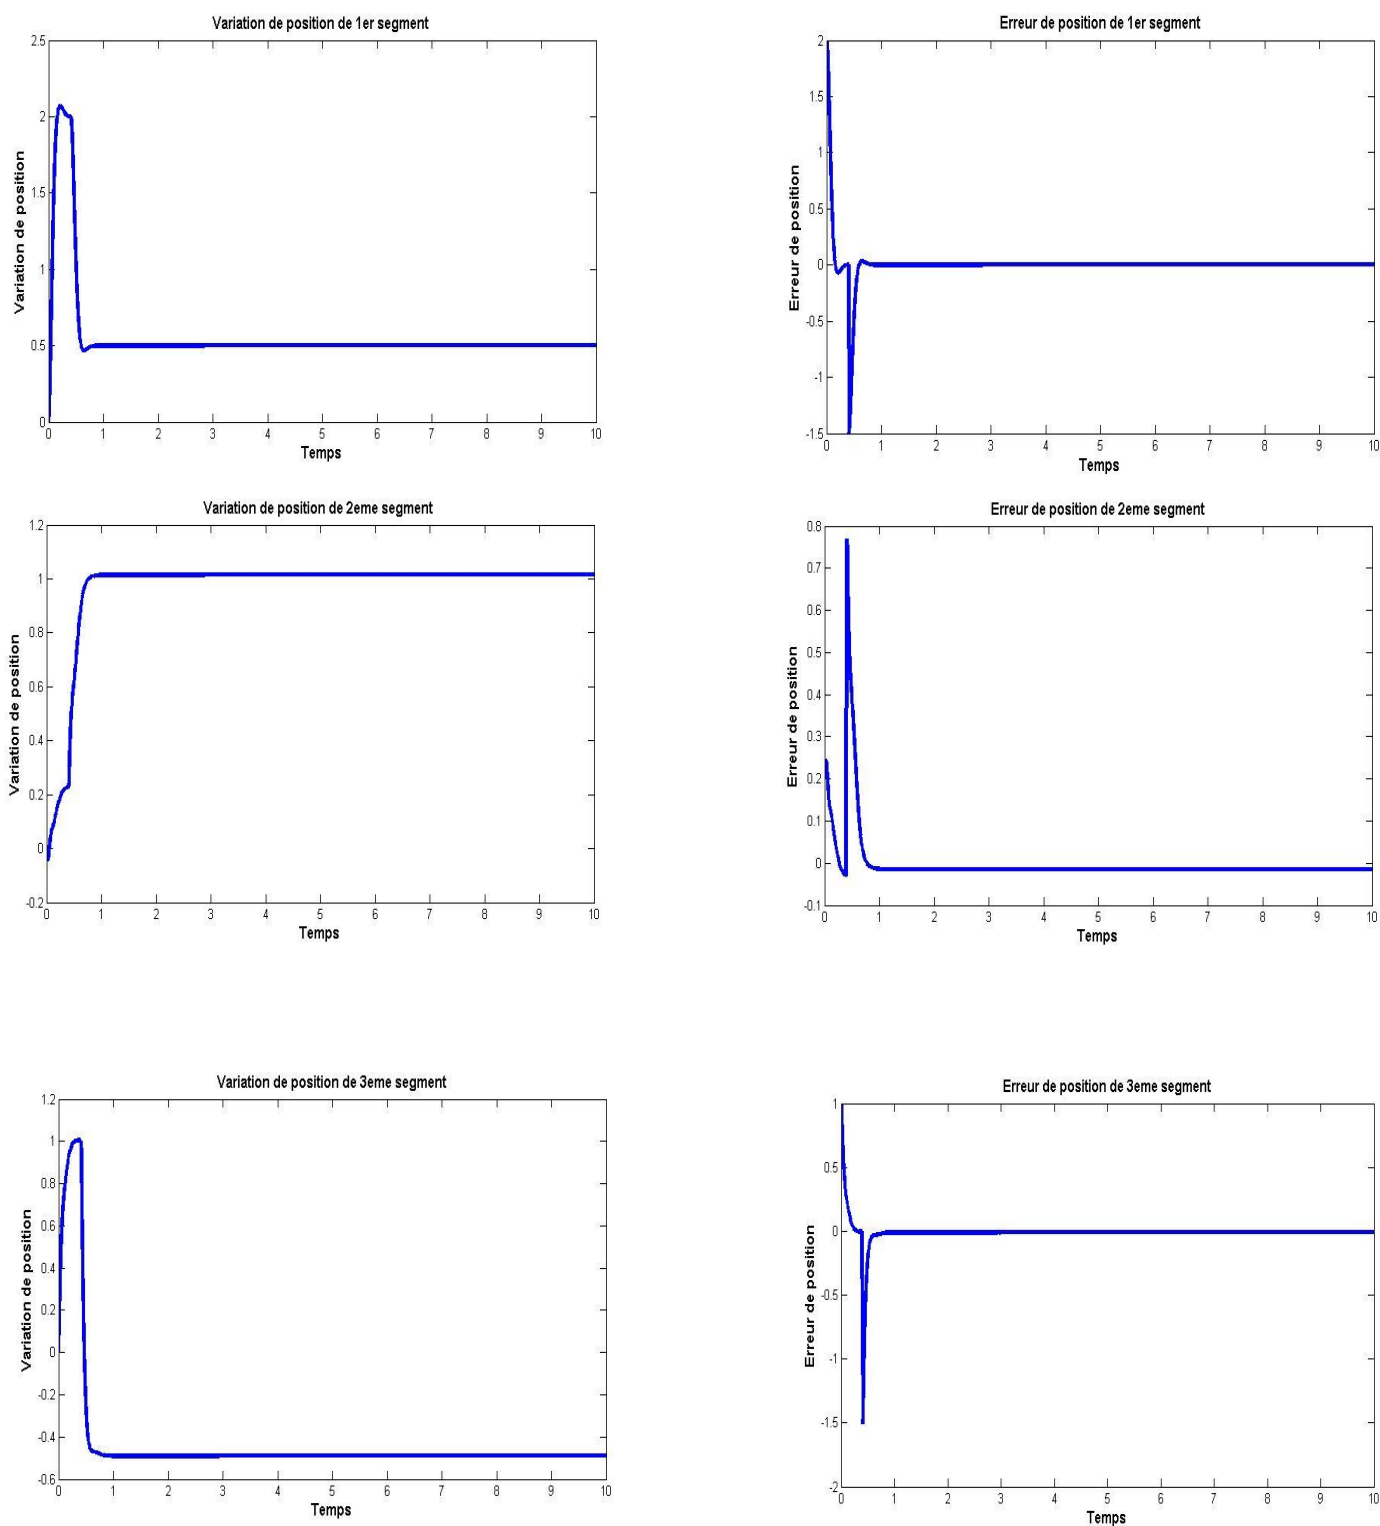 Variation de position de 1er segment
2.5
2
1.5
1
0.5
0
Variation de position
0 1 2 3 4 5 6 7 8 9 10
Temps
Erreur de position de 1er segment
2
1.5
1
0.5
0
-0.5
-1
-1.5
Erreur de position
0 1 2 3 4 5 6 7 8 9 10
Temps
Variation de position de 2eme segment
1.2
1
0.8
0.6
0.4
0.2
0
-0.2
Variation de position
0 1 2 3 4 5 6 7 8 9 10
Temps
Erreur de position de 2eme segment
0.8
0.7
0.6
0.5
0.4
0.3
0.2
0.1
0
-0.1
Erreur de position
0 1 2 3 4 5 6 7 8 9 10
Temps
Variation de position de 3eme segment
1.2
1
0.8
0.6
0.4
0.2
0
-0.2
-0.4
-0.6
Variation de position
0 1 2 3 4 5 6 7 8 9 10
Temps
Erreur de position de 3eme segment
1
0.5
0
-0.5
-1
-1.5
-2
Erreur de position
0 1 2 3 4 5 6 7 8 9 10
Temps